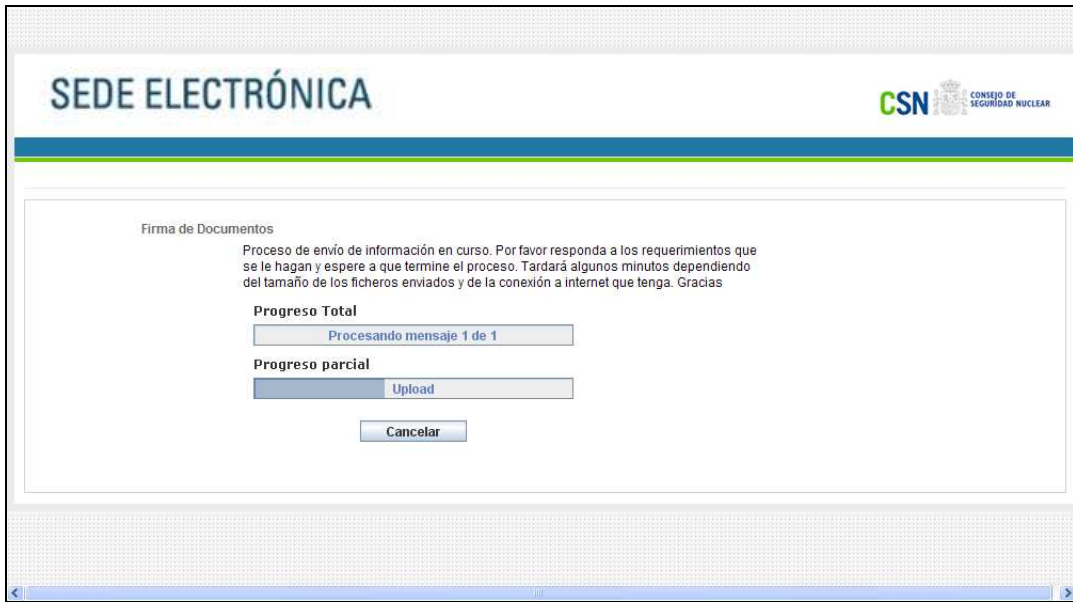 SEDE ELECTRÓNICA
CSN
CONSEJO DE
SEGURIDAD NUCLEAR
Firma de Documentos
Proceso de envío de información en curso. Por favor responda a los requerimientos que
se le hagan y espere a que termine el proceso. Tardará algunos minutos dependiendo
del tamaño de los ficheros enviados y de la conexión a internet que tenga. Gracias
Progreso Total
Procesando mensaje 1 de 1
Progreso parcial
Upload
Cancelar